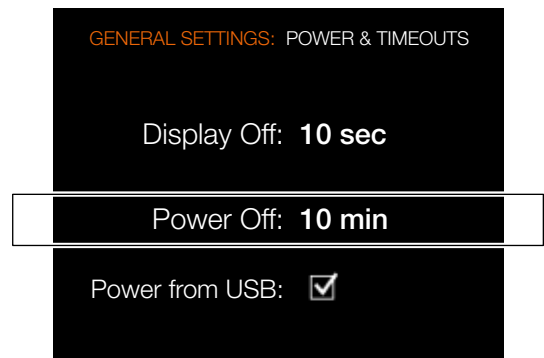 GENERAL SETTINGS: POWER & TIMEOUTS
Display Off: 10 sec
Power Off: 10 min
Power from USB: